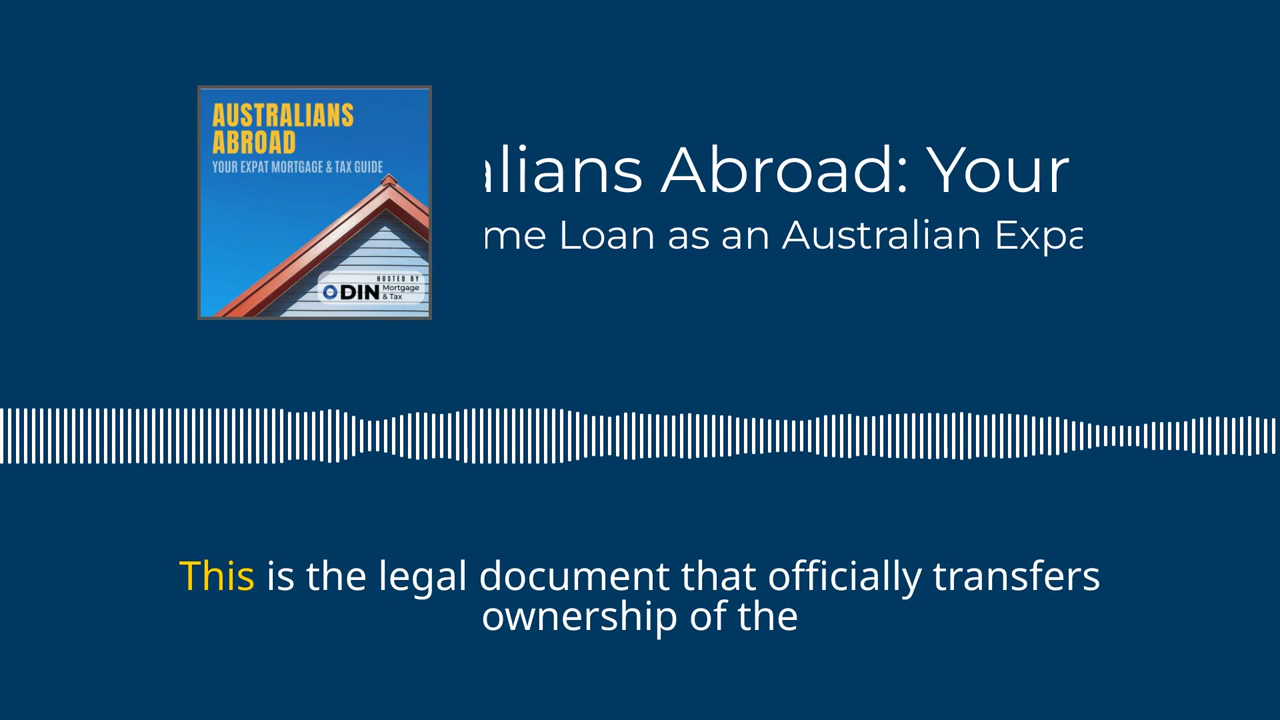 AUSTRALIANS
ABROAD
YOUR EXPAT MORTGAGE & TAX GUIDE
HOSTED BY
ODIN Mortgage
& Tax
alians Abroad: Your
me Loan as an Australian Expa
This is the legal document that officially transfers
ownership of the